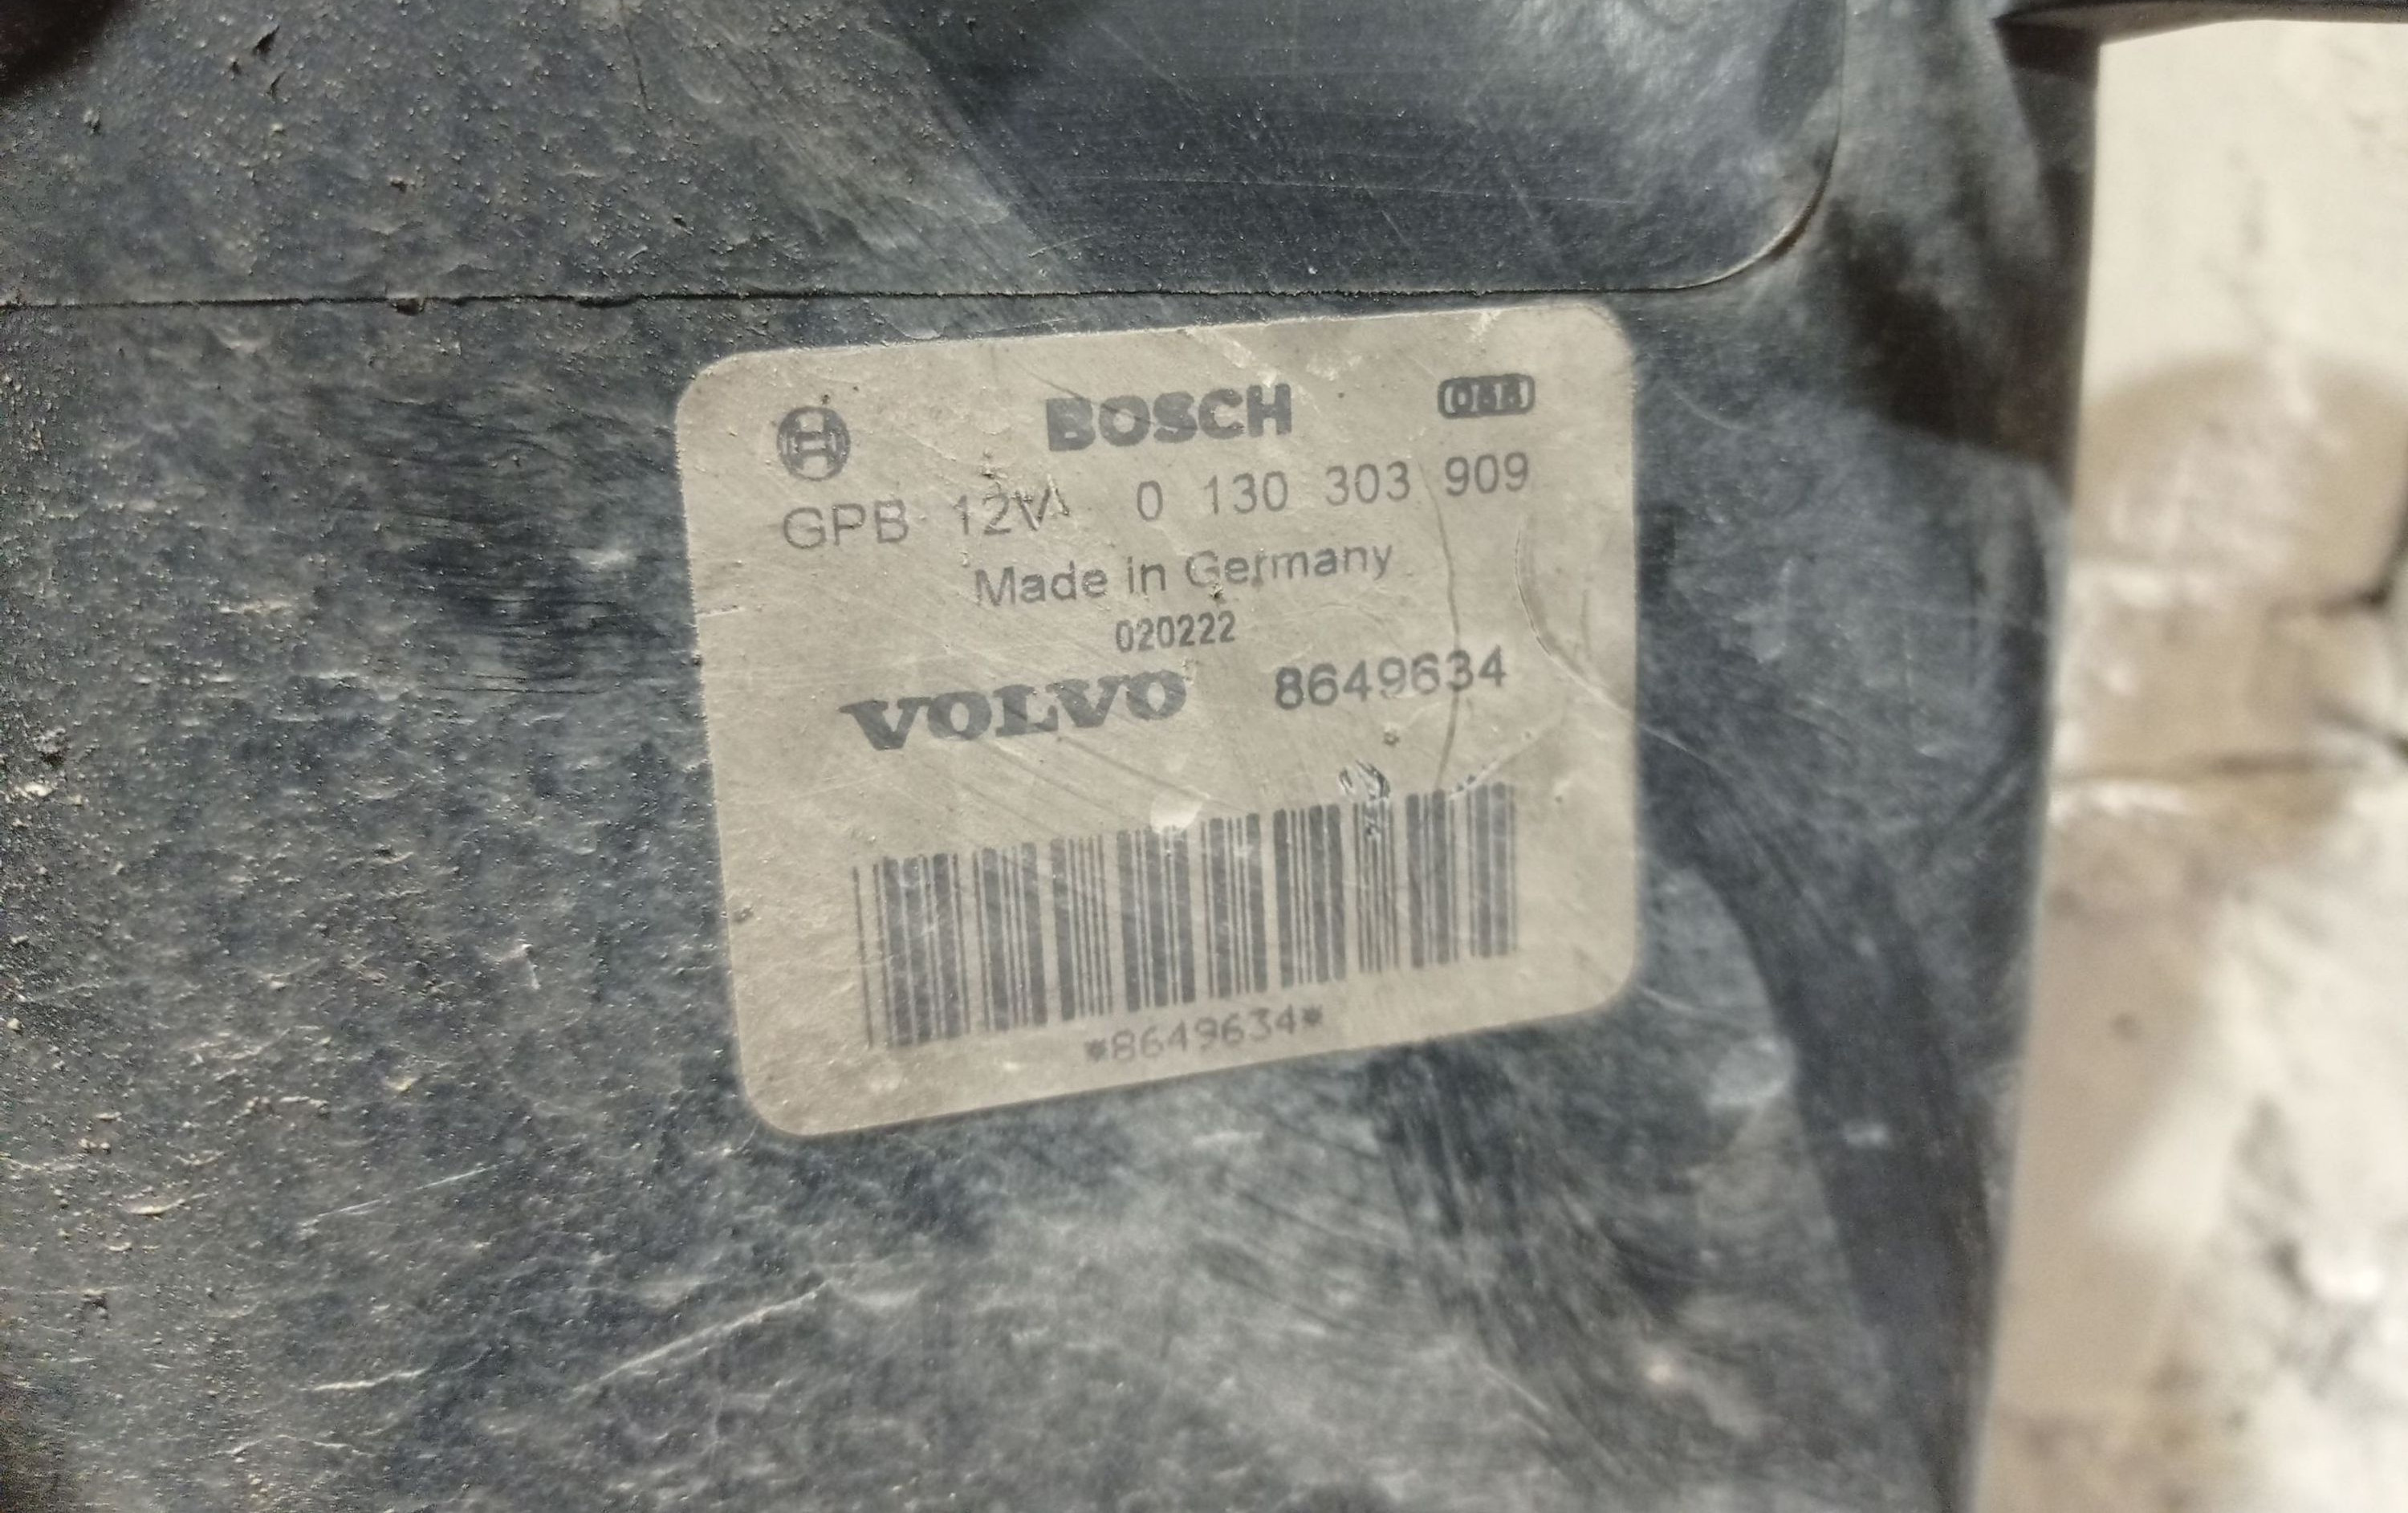 BOSCH
GPB 12V 0 130 303 909
Made in Germany
020222
VOLVO 8649634
*8649634*